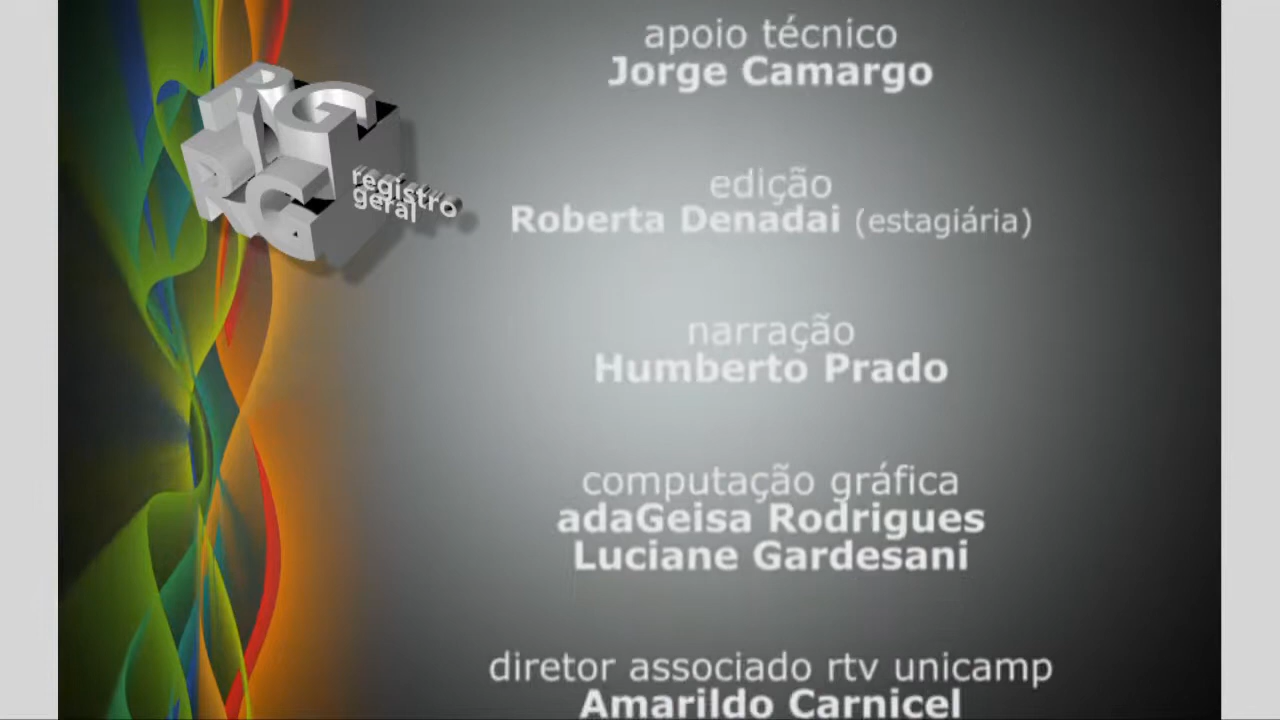 apoio técnico
Jorge Camargo
RG
RG
registro
geral
edição
Roberta Denadai (estagiária)
narração
Humberto Prado
computação gráfica
adaGeisa Rodrigues
Luciane Gardesani
diretor associado rtv unicamp
Amarildo Carnicel